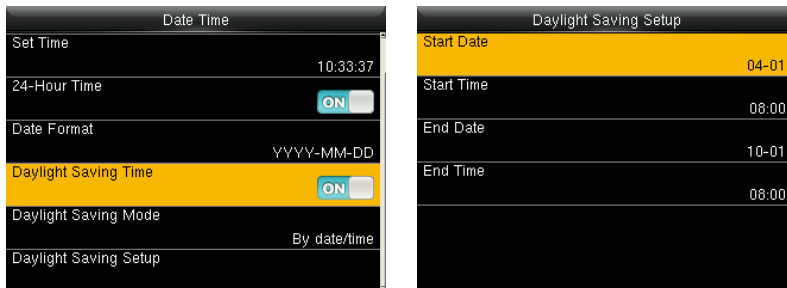 Date Time
Set Time
10:33:37
24-Hour Time
ON
Date Format
YYYY-MM-DD
Daylight Saving Time
ON
Daylight Saving Mode
By date/time
Daylight Saving Setup
Daylight Saving Setup
Start Date
04-01
Start Time
08:00
End Date
10-01
End Time
08:00